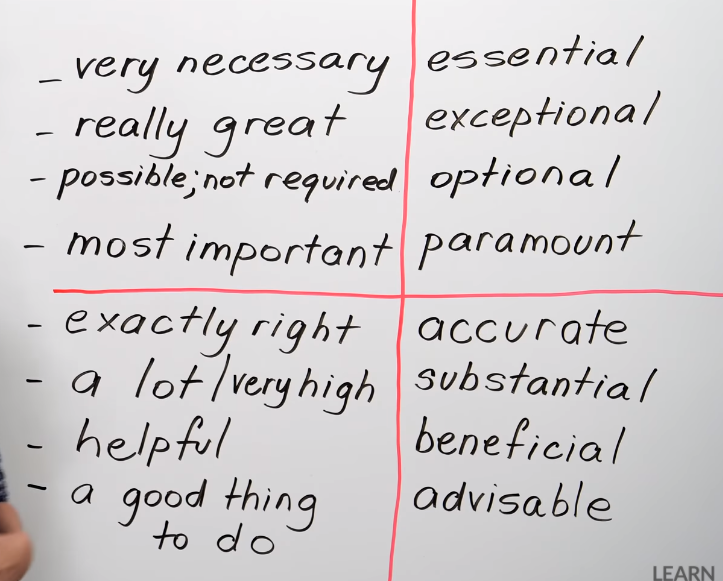 - very necessary essential
- really great exceptional
- possible; not required optional
- most important paramount
- exactly right accurate
- a lot/very high substantial
- helpful beneficial
- a good thing advisable
to do
LEARN